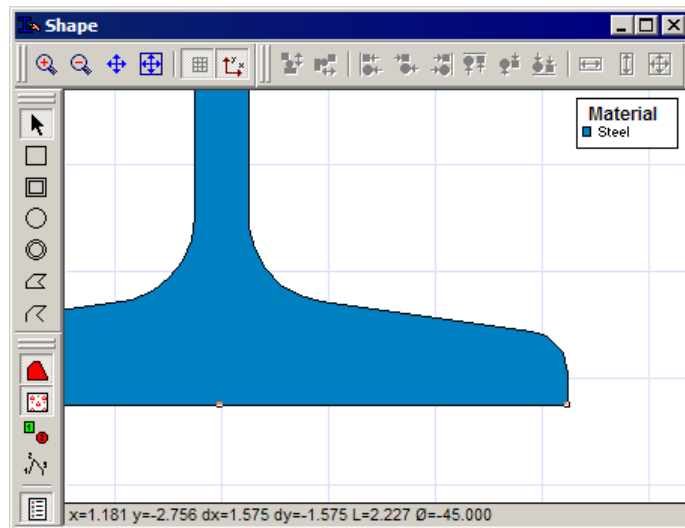 Shape
Material
Steel
x=1.181 y=-2.756 dx=1.575 dy=-1.575 L=2.227 Ø=-45.000